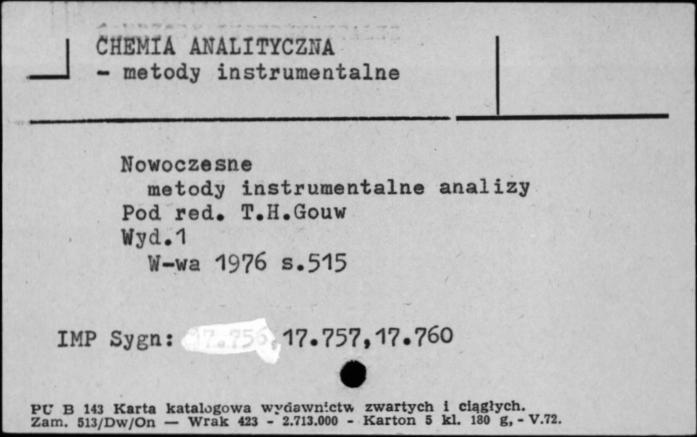 CHEMIA ANALITYCZNA
- metody instrumentalne
Nowoczesne
metody instrumentalne analizy
Pod red. T.H.Gouw
Wyd.1
W-wa 1976 s.515
IMP Sygn: 17.756,17.757,17.760
PU B 143 Karta katalogowa wydawnictw zwartych i ciągłych.
Zam. 513/Dw/On — Wrak 423 - 2.713.000 - Karton 5 kl. 180 g, - V.72.